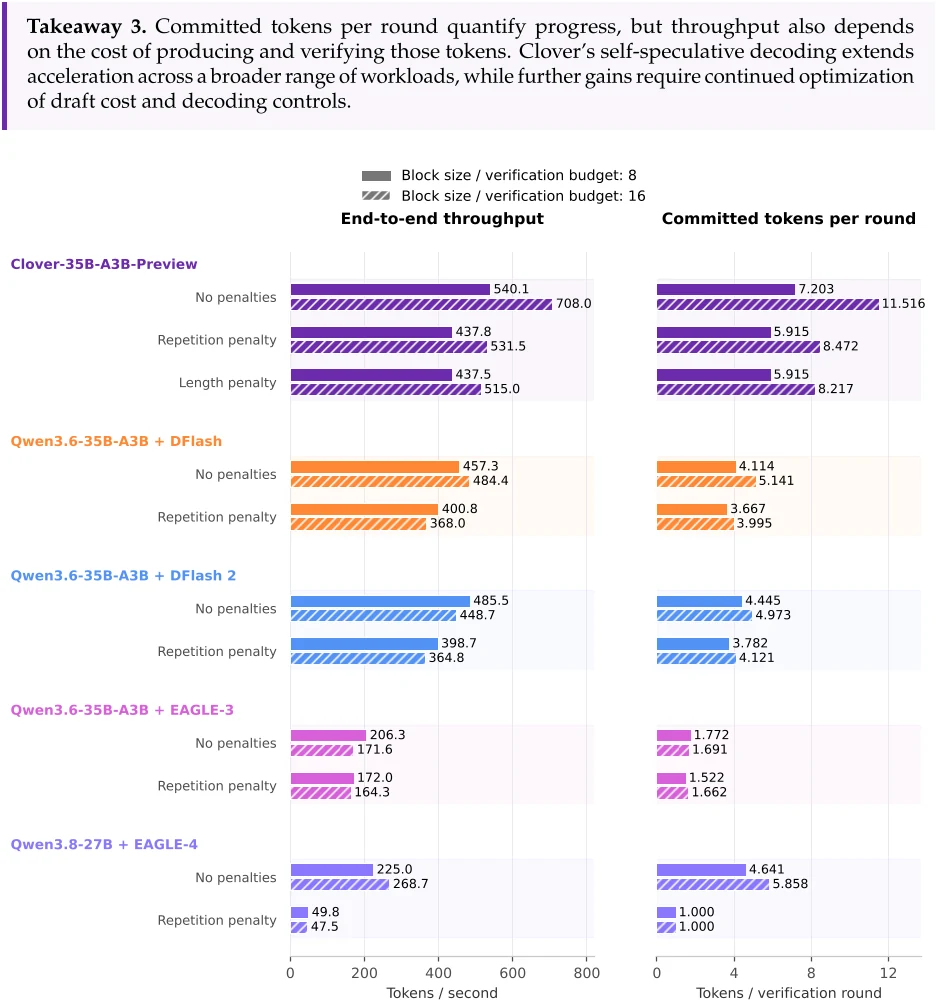 Takeaway 3. Committed tokens per round quantify progress, but throughput also depends
on the cost of producing and verifying those tokens. Clover's self-speculative decoding extends
acceleration across a broader range of workloads, while further gains require continued optimization
of draft cost and decoding controls.
Block size / verification budget: 8
Block size / verification budget: 16
End-to-end throughput
Committed tokens per round
Clover-35B-A3B-Preview
No penalties 540.1 7.203
708.0 11.516
Repetition penalty 437.8 5.915
531.5 8.472
Length penalty 437.5 5.915
515.0 8.217
Qwen3.6-35B-A3B + DFlash
No penalties 457.3 4.114
484.4 5.141
Repetition penalty 400.8 3.667
368.0 3.995
Qwen3.6-35B-A3B + DFlash 2
No penalties 485.5 4.445
448.7 4.973
Repetition penalty 398.7 3.782
364.8 4.121
Qwen3.6-35B-A3B + EAGLE-3
No penalties 206.3 1.772
171.6 1.691
Repetition penalty 172.0 1.522
164.3 1.662
Qwen3.8-27B + EAGLE-4
No penalties 225.0 4.641
268.7 5.858
Repetition penalty 49.8 1.000
47.5 1.000
0 200 400 600 800 0 4 8 12
Tokens / second
Tokens / verification round